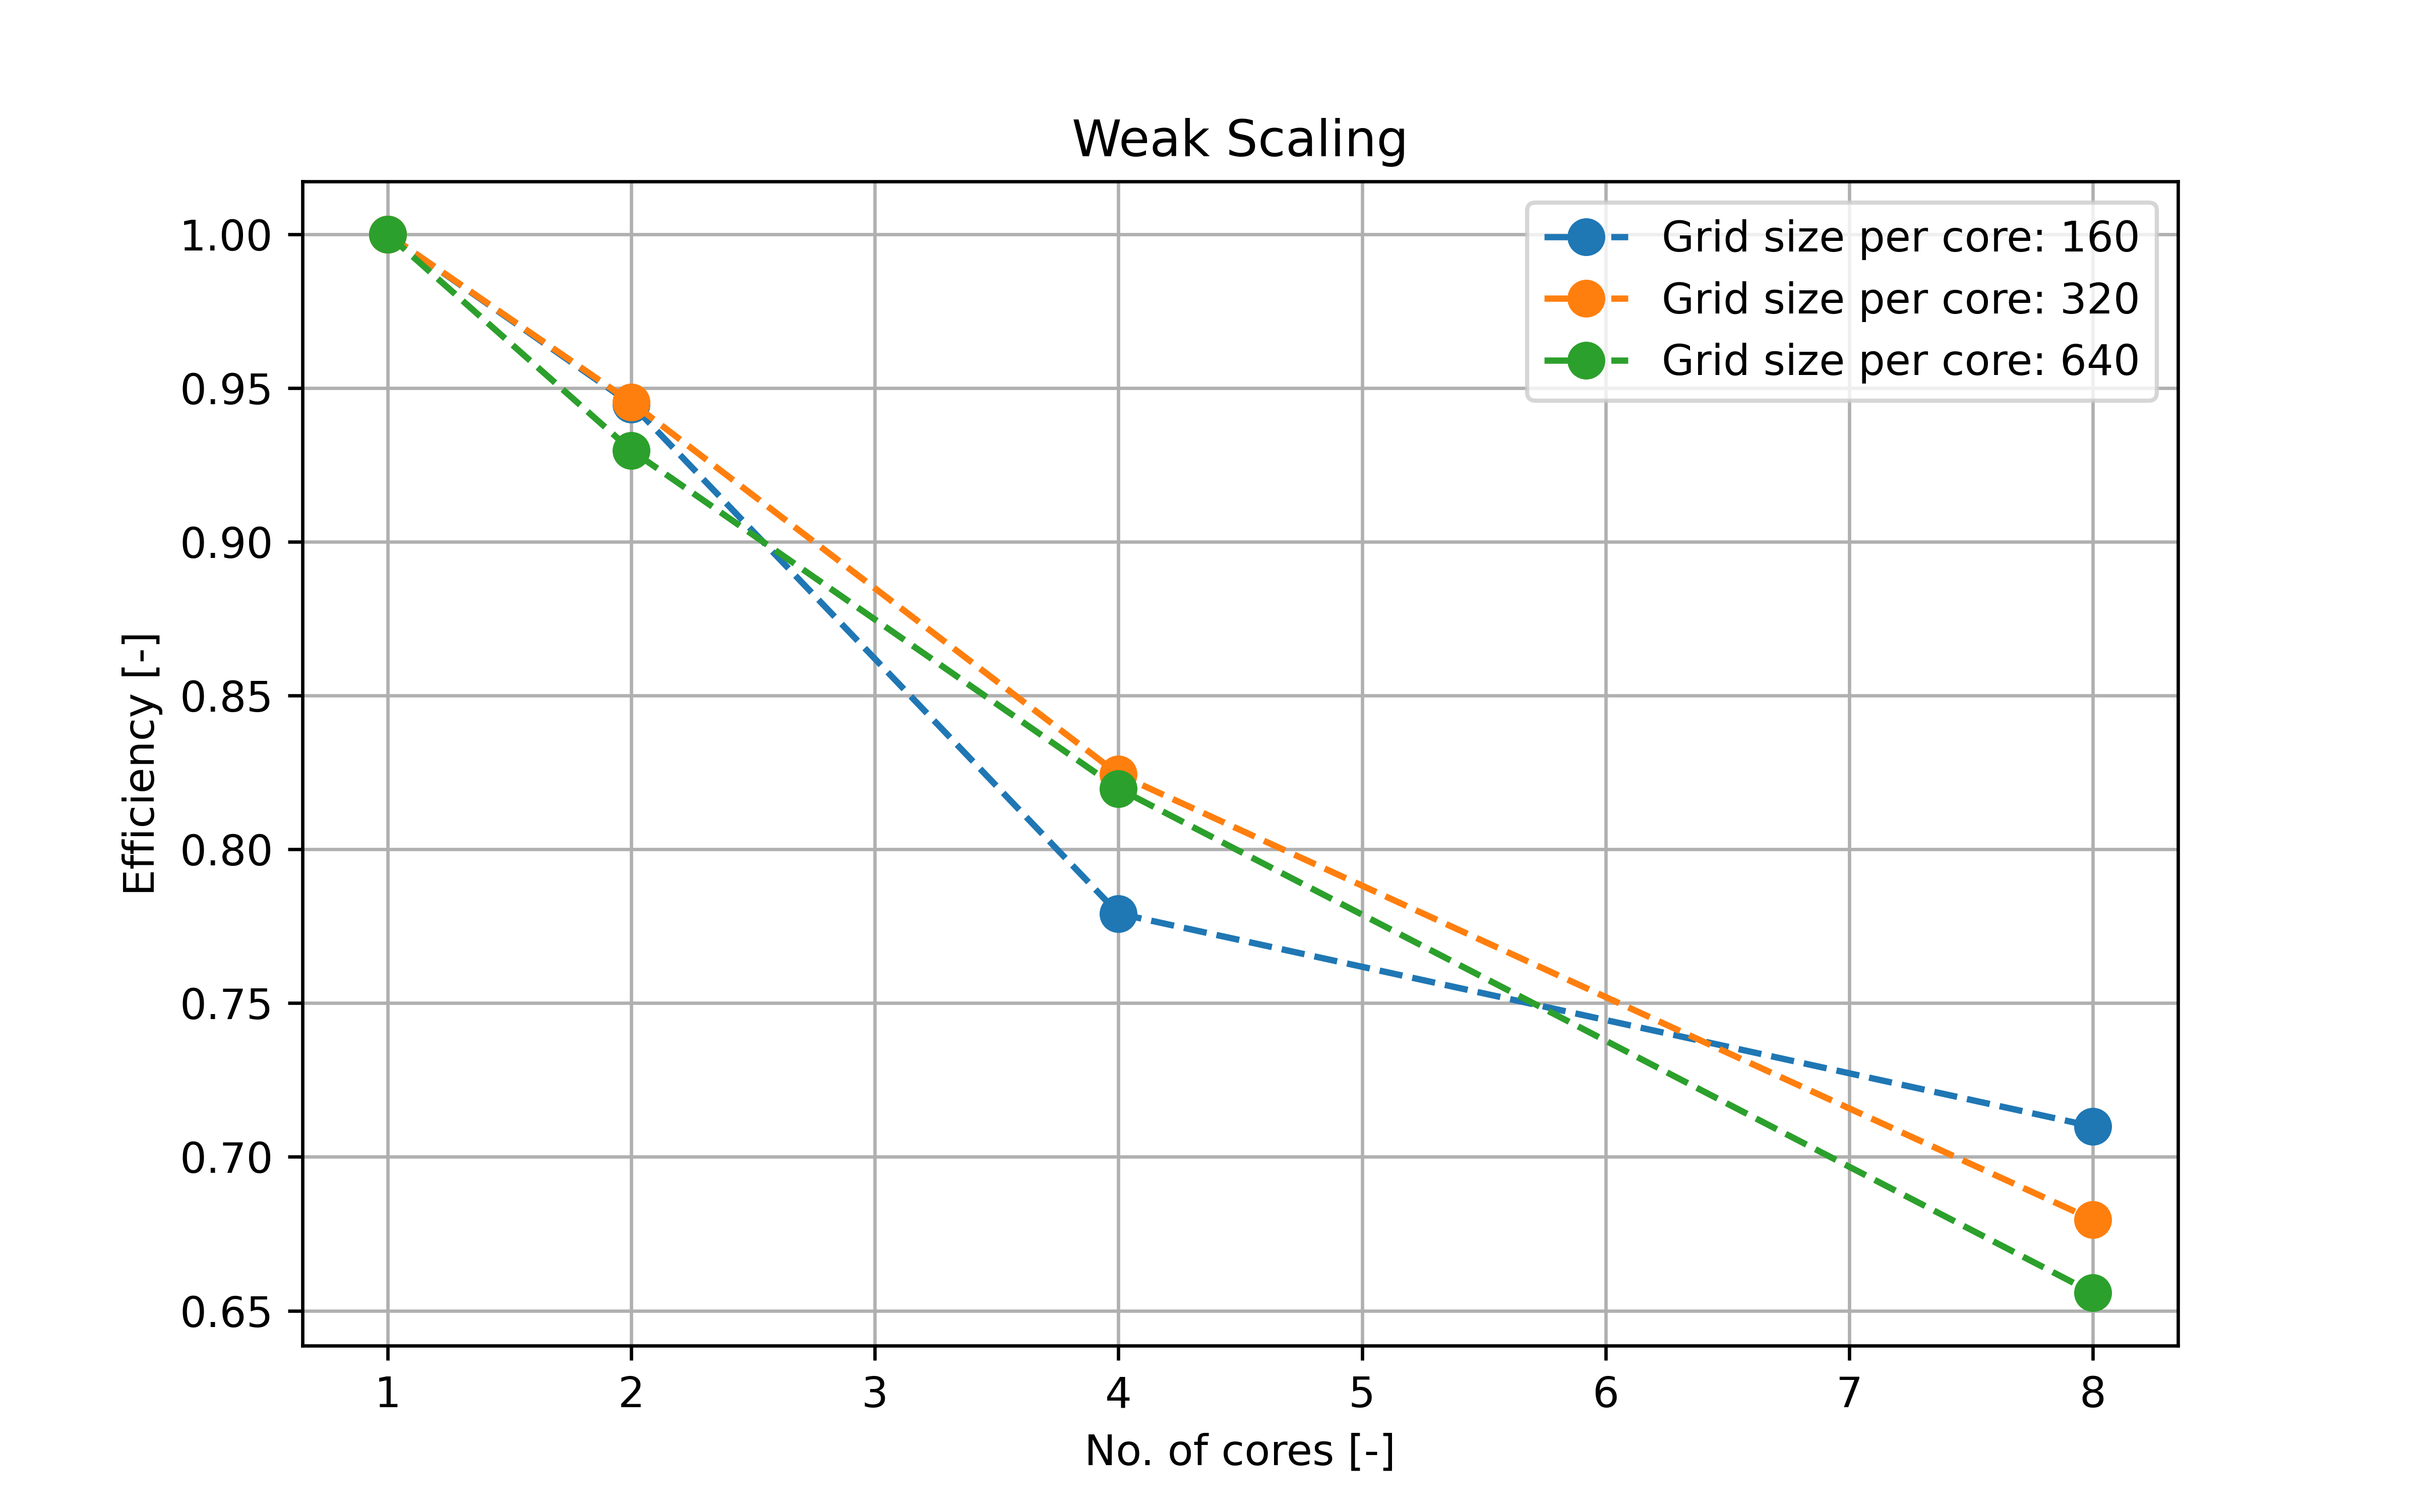 Weak Scaling
Grid size per core: 160
Grid size per core: 320
Grid size per core: 640
1.00
0.95
0.90
0.85
0.80
0.75
0.70
0.65
Efficiency [-]
1 2 3 4 5 6 7 8
No. of cores [-]